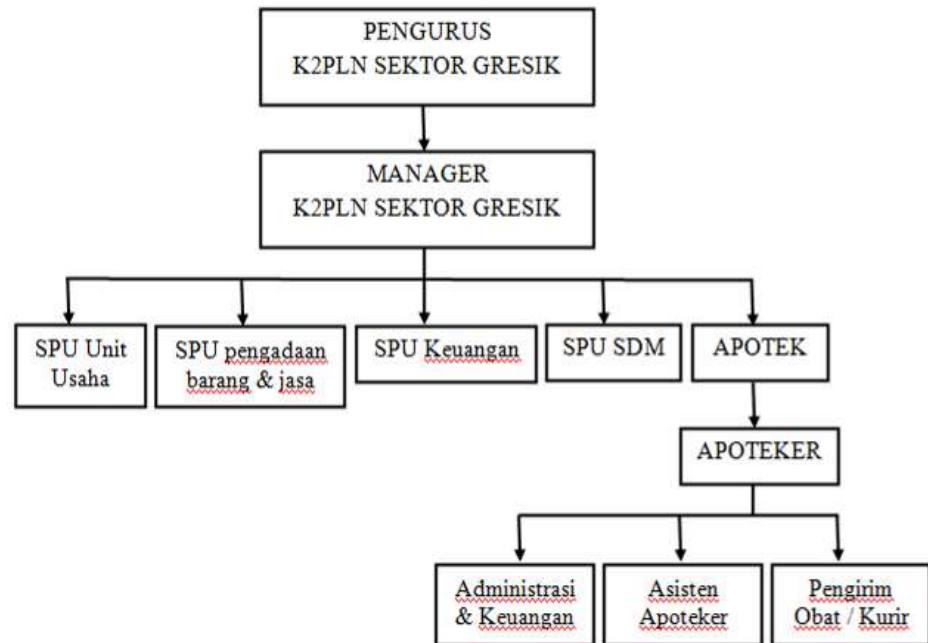 PENGURUS
K2PLN SEKTOR GRESIK
MANAGER
K2PLN SEKTOR GRESIK
SPU Unit
Usaha
SPU pengadaan
barang & jasa
SPU Keuangan
SPU SDM
APOTEK
APOTEKER
Administrasi
& Keuangan
Asisten
Apoteker
Pengirim
Obat / Kurir